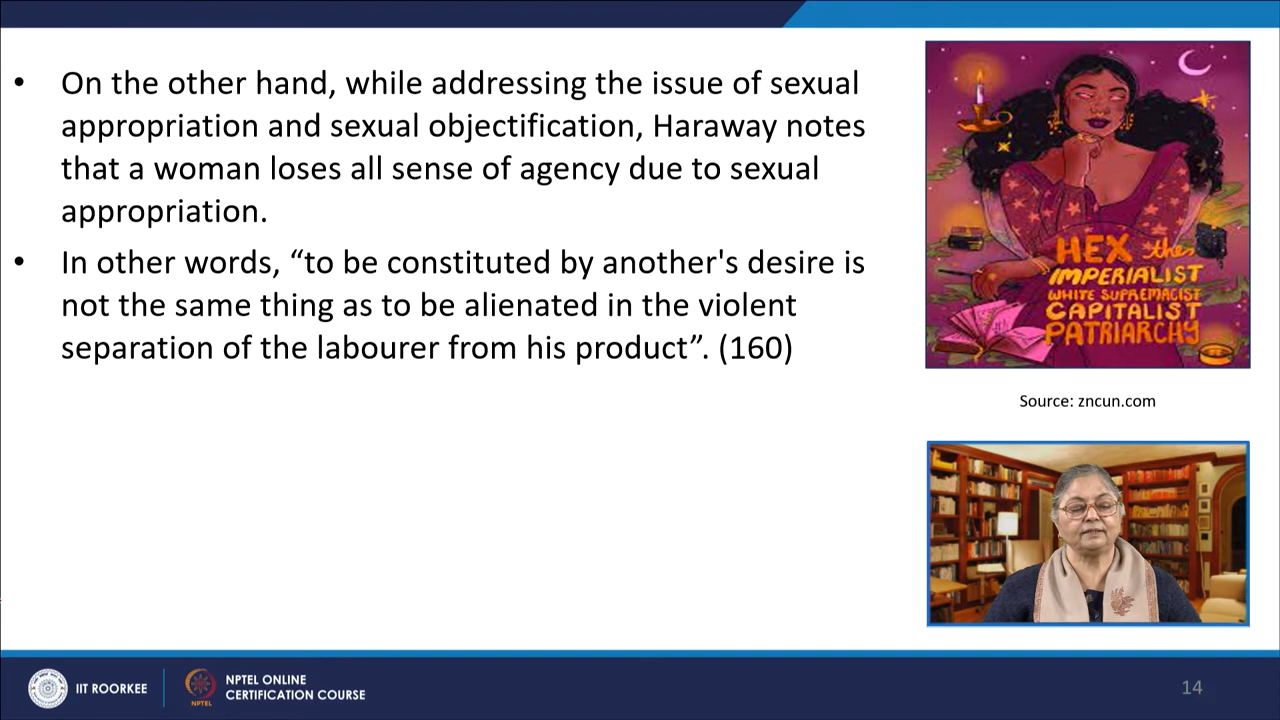 • On the other hand, while addressing the issue of sexual
appropriation and sexual objectification, Haraway notes
that a woman loses all sense of agency due to sexual
appropriation.
• In other words, “to be constituted by another's desire is
not the same thing as to be alienated in the violent
separation of the labourer from his product”. (160)
HEX the
IMPERIALIST
WHITE SUPREMACIST
CAPITALIST
PATRIARCHY
Source: zncun.com
IIT ROORKEE
NPTEL
NPTEL ONLINE
CERTIFICATION COURSE
14